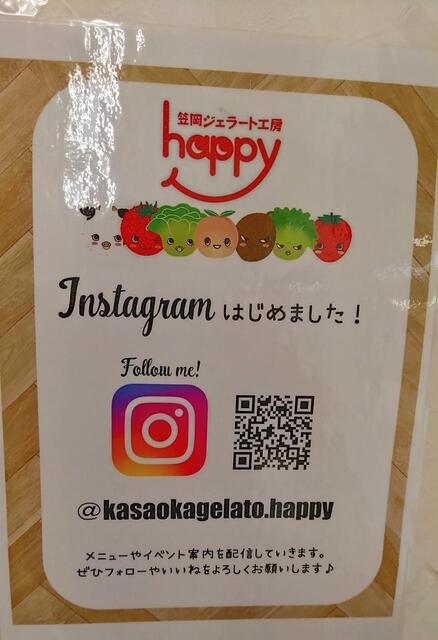 笠岡ジェラート工房
happy
Instagram はじめました！
Follow me!
@kasaokagelato.happy
メニューやイベント案内を配信していきます。
ぜひフォローやいいねをよろしくお願いします♪